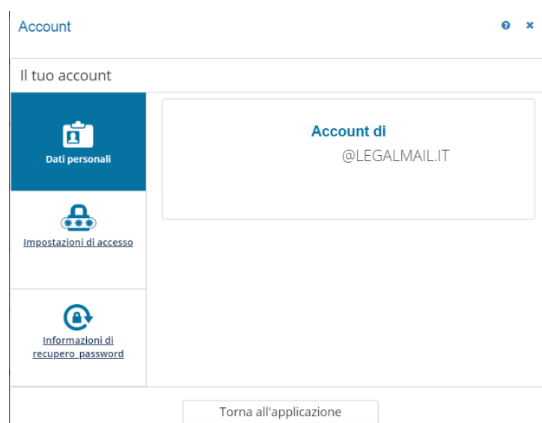 Account
Il tuo account
Dati personali
Account di
@LEGALMAIL.IT
Impostazioni di accesso
Informazioni di
recupero password
Torna all'applicazione